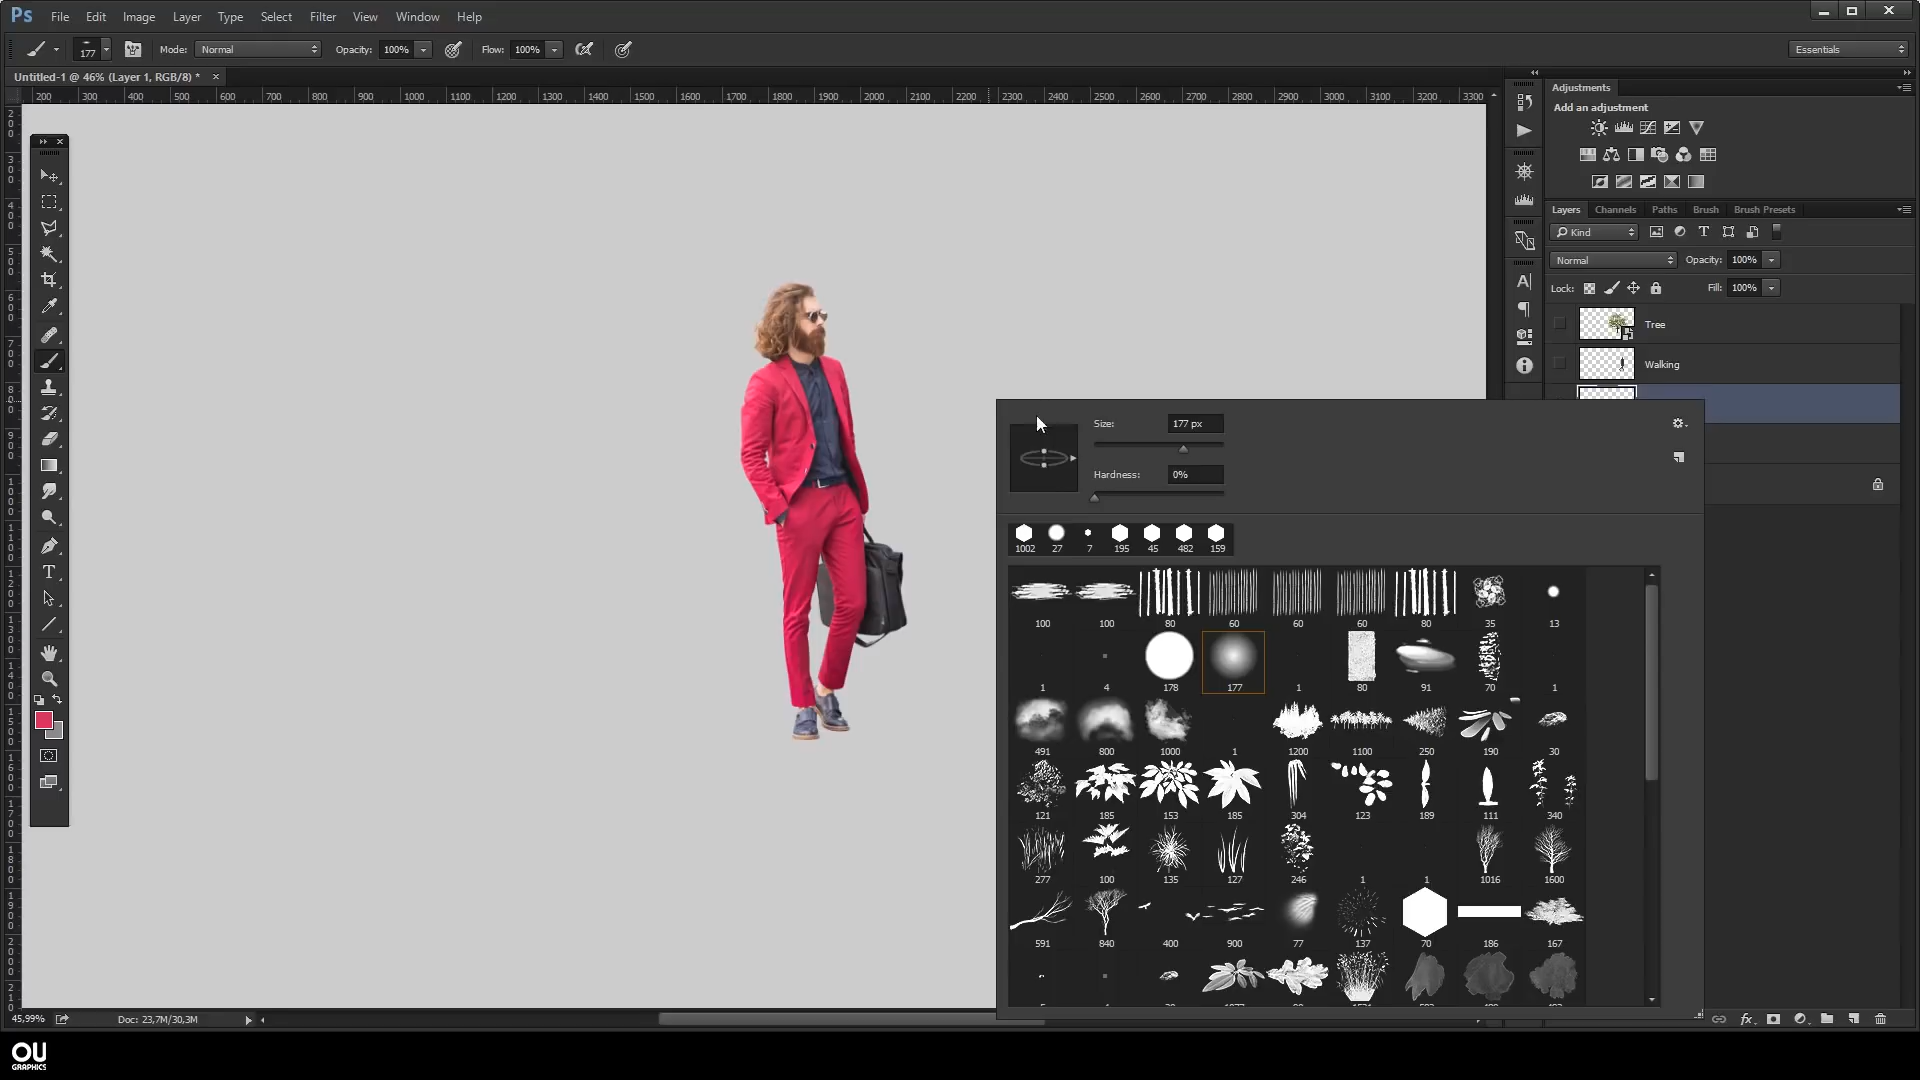 Ps File Edit Image Layer Type Select Filter View Window Help
177 Mode: Normal Opacity: 100% Flow: 100% Essentials
Untitled-1 @ 46% (Layer 1, RGB/8) * ×
200 300 400 500 600 700 800 900 1000 1100 1200 1300 1400 1500 1600 1700 1800 1900 2000 2100 2200 2300 2400 2500 2600 2700 2800 2900 3000 3100 3200 3300
Adjustments
Add an adjustment
Layers Channels Paths Brush Brush Presets
Kind
Normal Opacity: 100%
Lock: Fill: 100%
Tree
Walking
Size: 177 px
Hardness: 0%
1002 27 7 195 45 482 159
100 100 80 60 60 60 80 35 13
1 4 178 177 1 80 91 70 1
491 800 1000 1 1200 1100 250 190 30
121 185 153 185 304 123 189 111 340
277 100 135 127 246 1 1 1016 1600
591 840 400 900 77 137 70 186 167
45,99% Doc: 23,7M/30,3M
OU
GRAPHICS